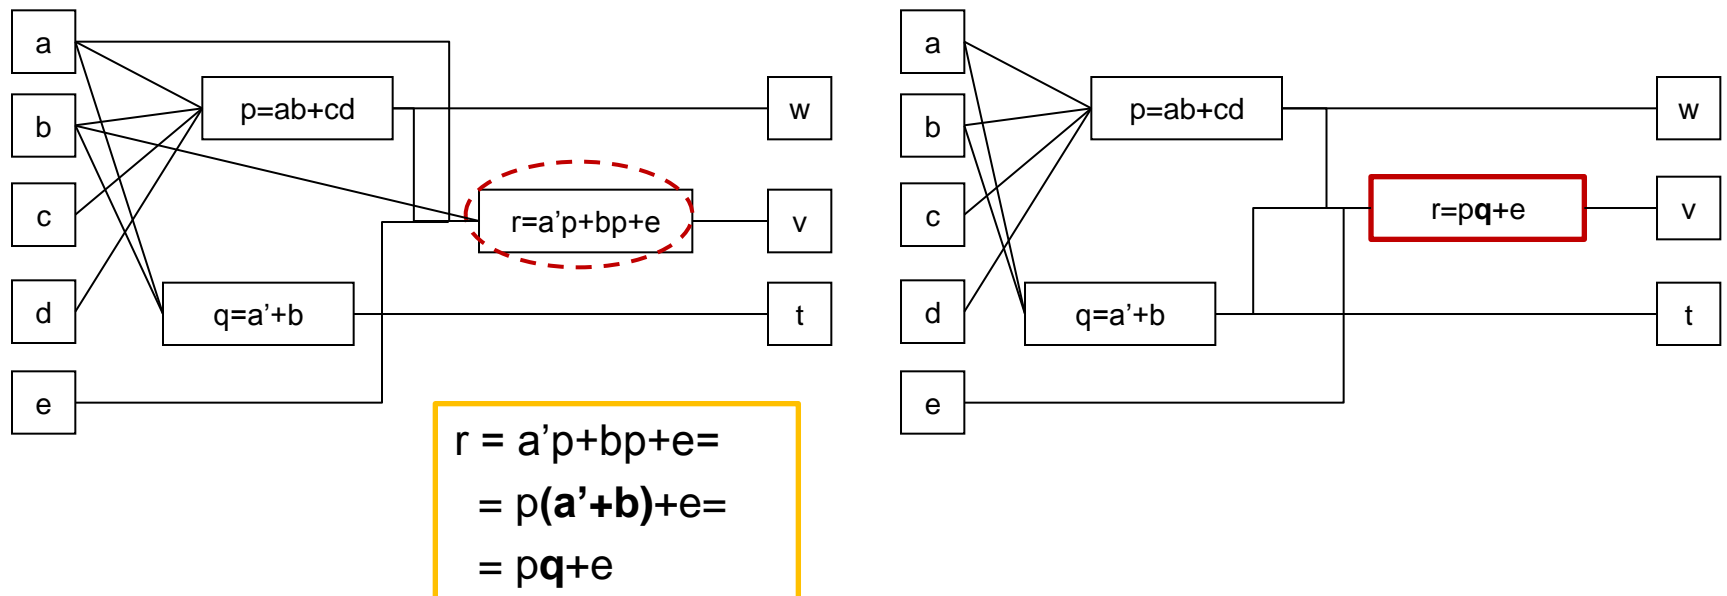 a
b
c
d
e
p=ab+cd
q=a’+b
r=a’p+bp+e
w
v
t
r = a’p+bp+e=
= p(a’+b)+e=
= pq+e
a
b
c
d
e
p=ab+cd
q=a’+b
r=pq+e
w
v
t